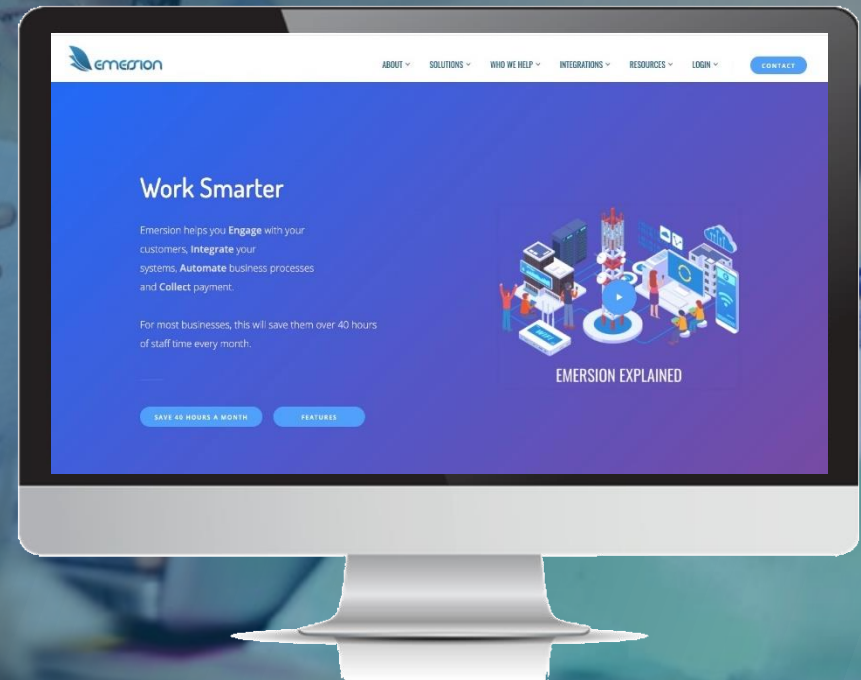 emersion
ABOUT SOLUTIONS WHO WE HELP INTEGRATIONS RESOURCES LOGIN CONTACT
Work Smarter
Emersion helps you Engage with your
customers, Integrate your
systems, Automate business processes
and Collect payment.
For most businesses, this will save them over 40 hours
of staff time every month.
WIFI
EMERSION EXPLAINED
SAVE 40 HOURS A MONTH FEATURES